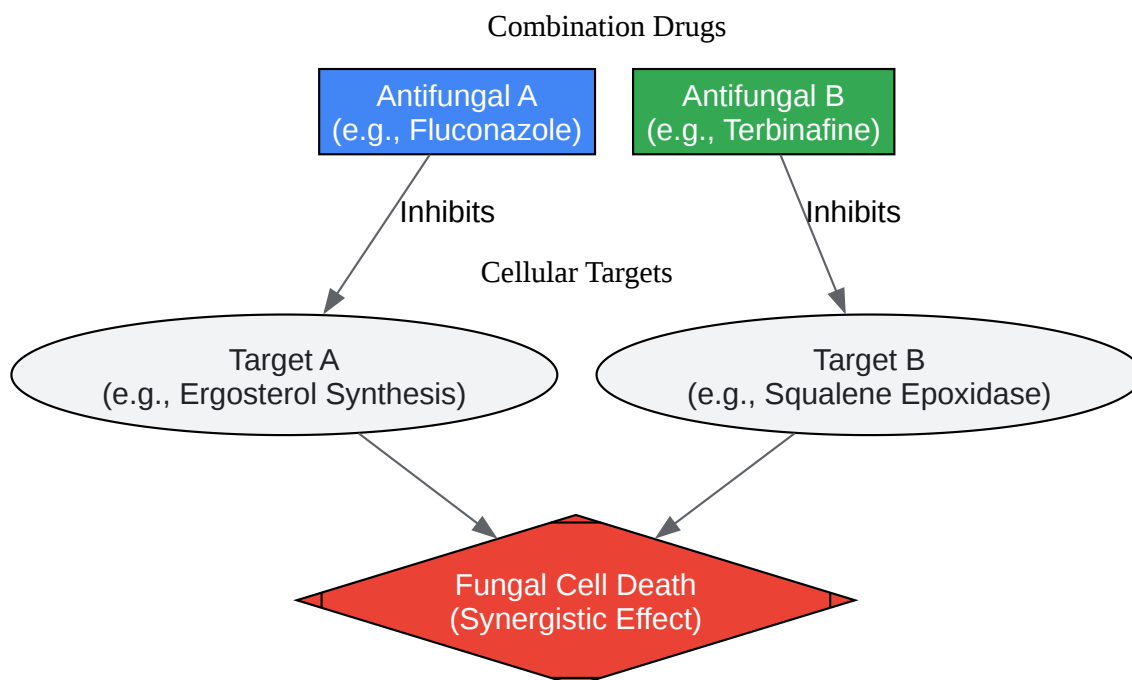 Combination Drugs
Antifungal A
(e.g., Fluconazole)
Antifungal B
(e.g., Terbinafine)
Inhibits
Inhibits
Cellular Targets
Target A
(e.g., Ergosterol Synthesis)
Target B
(e.g., Squalene Epoxidase)
Fungal Cell Death
(Synergistic Effect)